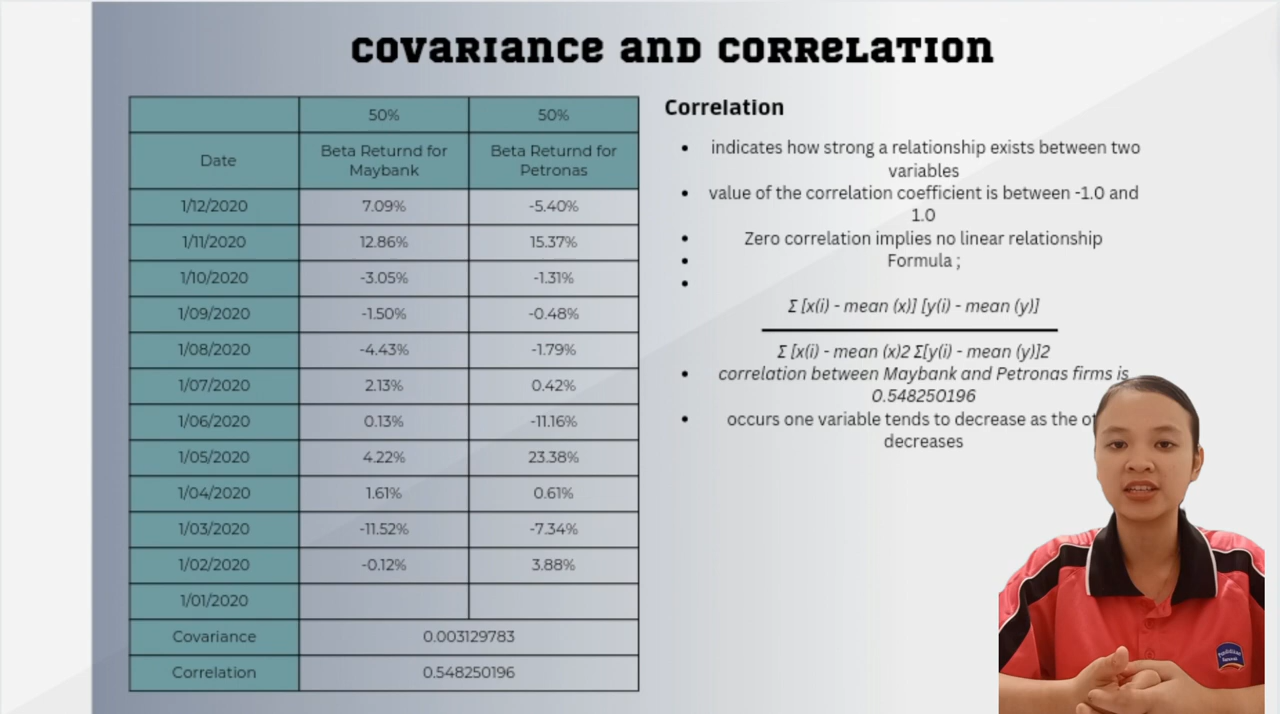 COVARIANCE AND CORRELATION
50% 50%
Date Beta Returnd for Maybank Beta Returnd for Petronas
1/12/2020 7.09% -5.40%
1/11/2020 12.86% 15.37%
1/10/2020 -3.05% -1.31%
1/09/2020 -1.50% -0.48%
1/08/2020 -4.43% -1.79%
1/07/2020 2.13% 0.42%
1/06/2020 0.13% -11.16%
1/05/2020 4.22% 23.38%
1/04/2020 1.61% 0.61%
1/03/2020 -11.52% -7.34%
1/02/2020 -0.12% 3.88%
1/01/2020
Covariance 0.003129783
Correlation 0.548250196
Correlation
• indicates how strong a relationship exists between two
variables
• value of the correlation coefficient is between -1.0 and
1.0
• Zero correlation implies no linear relationship
• Formula ;
•
Σ [x(i) - mean (x)] [y(i) - mean (y)]
Σ [x(i) - mean (x)2 Σ[y(i) - mean (y)]2
• correlation between Maybank and Petronas firms is
0.548250196
• occurs one variable tends to decrease as the
decreases